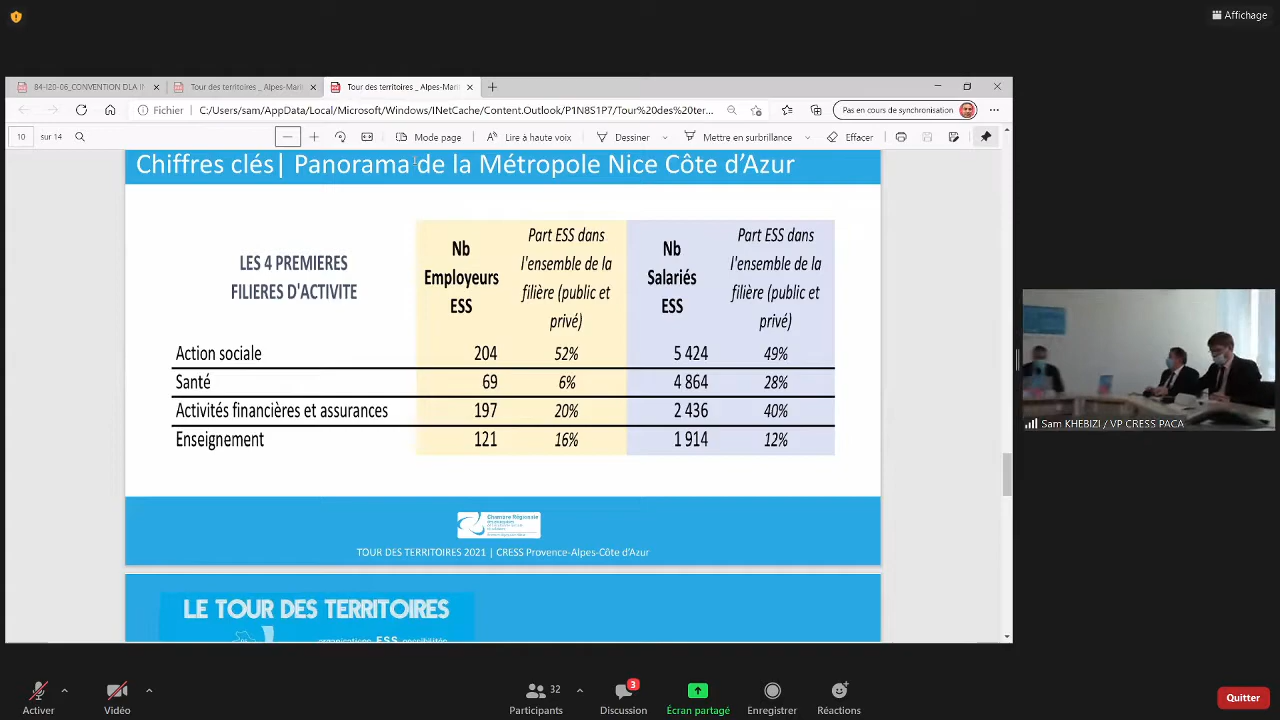 Affichage
84-I20-06_CONVENTION DLA IN
Tour des territoires _ Alpes-Marit
Tour des territoires _ Alpes-Marit
Fichier
C:/Users/sam/AppData/Local/Microsoft/Windows/INetCache/Content.Outlook/P1N8S1P7/Tour%20des%20ter...
Pas en cours de synchronisation
10 sur 14
Mode page
Lire à haute voix
Dessiner
Mettre en surbrillance
Effacer
Chiffres clés| Panorama de la Métropole Nice Côte d'Azur
LES 4 PREMIERES
FILIERES D'ACTIVITE
Nb
Employeurs
ESS
Part ESS dans
l'ensemble de la
filière (public et
privé)
Nb
Salariés
ESS
Part ESS dans
l'ensemble de la
filière (public et
privé)
Action sociale 204 52% 5 424 49%
Santé 69 6% 4 864 28%
Activités financières et assurances 197 20% 2 436 40%
Enseignement 121 16% 1 914 12%
Chambre Régionale
TOUR DES TERRITOIRES 2021 | CRESS Provence-Alpes-Côte d'Azur
LE TOUR DES TERRITOIRES
ESS
Sam KHEBIZI / VP CRESS PACA
Activer
Vidéo
32
Participants
3
Discussion
Écran partagé
Enregistrer
Réactions
Quitter